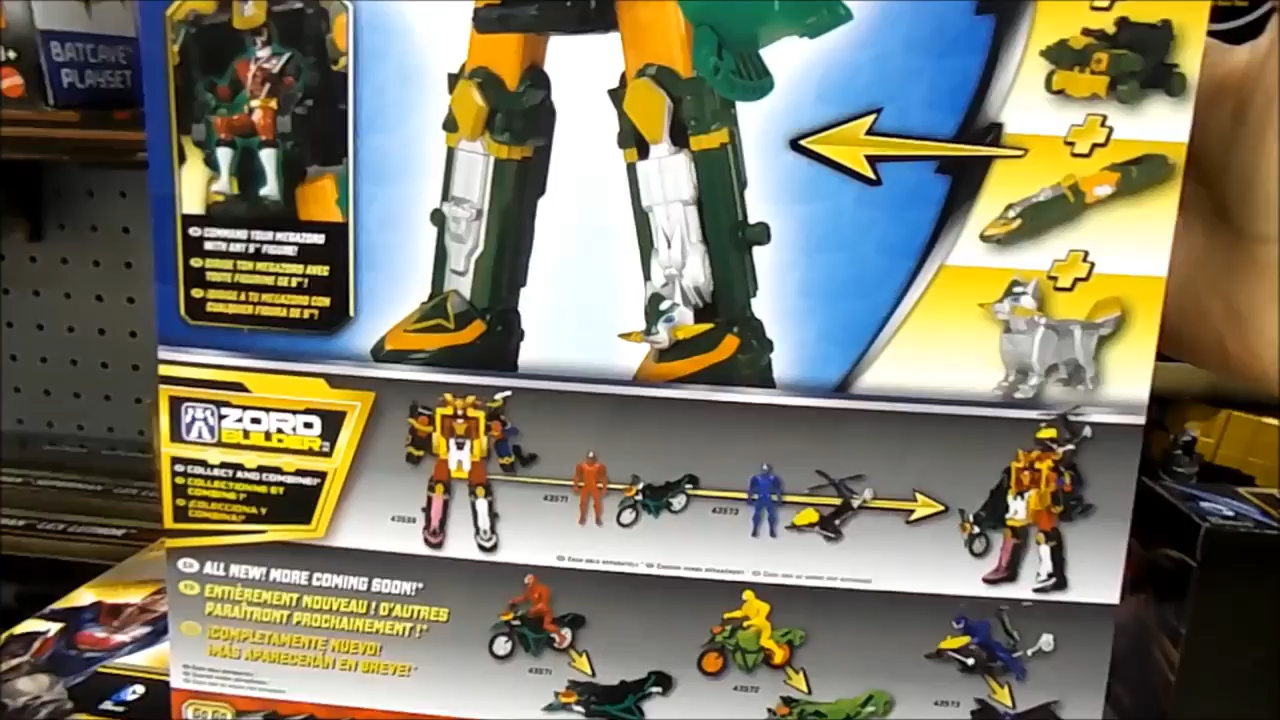 BATCAVE
PLAYSET
COMMAND YOUR MEGAZORD
WITH ANY 5" FIGURE!
DIRIGE TON MEGAZORD AVEC
TOUTE FIGURINE DE 5" !
¡DIRIGE A TU MEGAZORD CON
CUALQUIER FIGURA DE 5"!
ZORD
BUILDER
COLLECT AND COMBINE!*
COLLECTIONNE ET
COMBINE !*
¡COLECCIONA Y
COMBINA!*
43571
43573
ALL NEW! MORE COMING SOON!*
ENTIÈREMENT NOUVEAU ! D'AUTRES
PARAÎTRONT PROCHAINEMENT !*
¡COMPLETAMENTE NUEVO!
¡MÁS APARECERÁN EN BREVE!*
43571
43572
43573